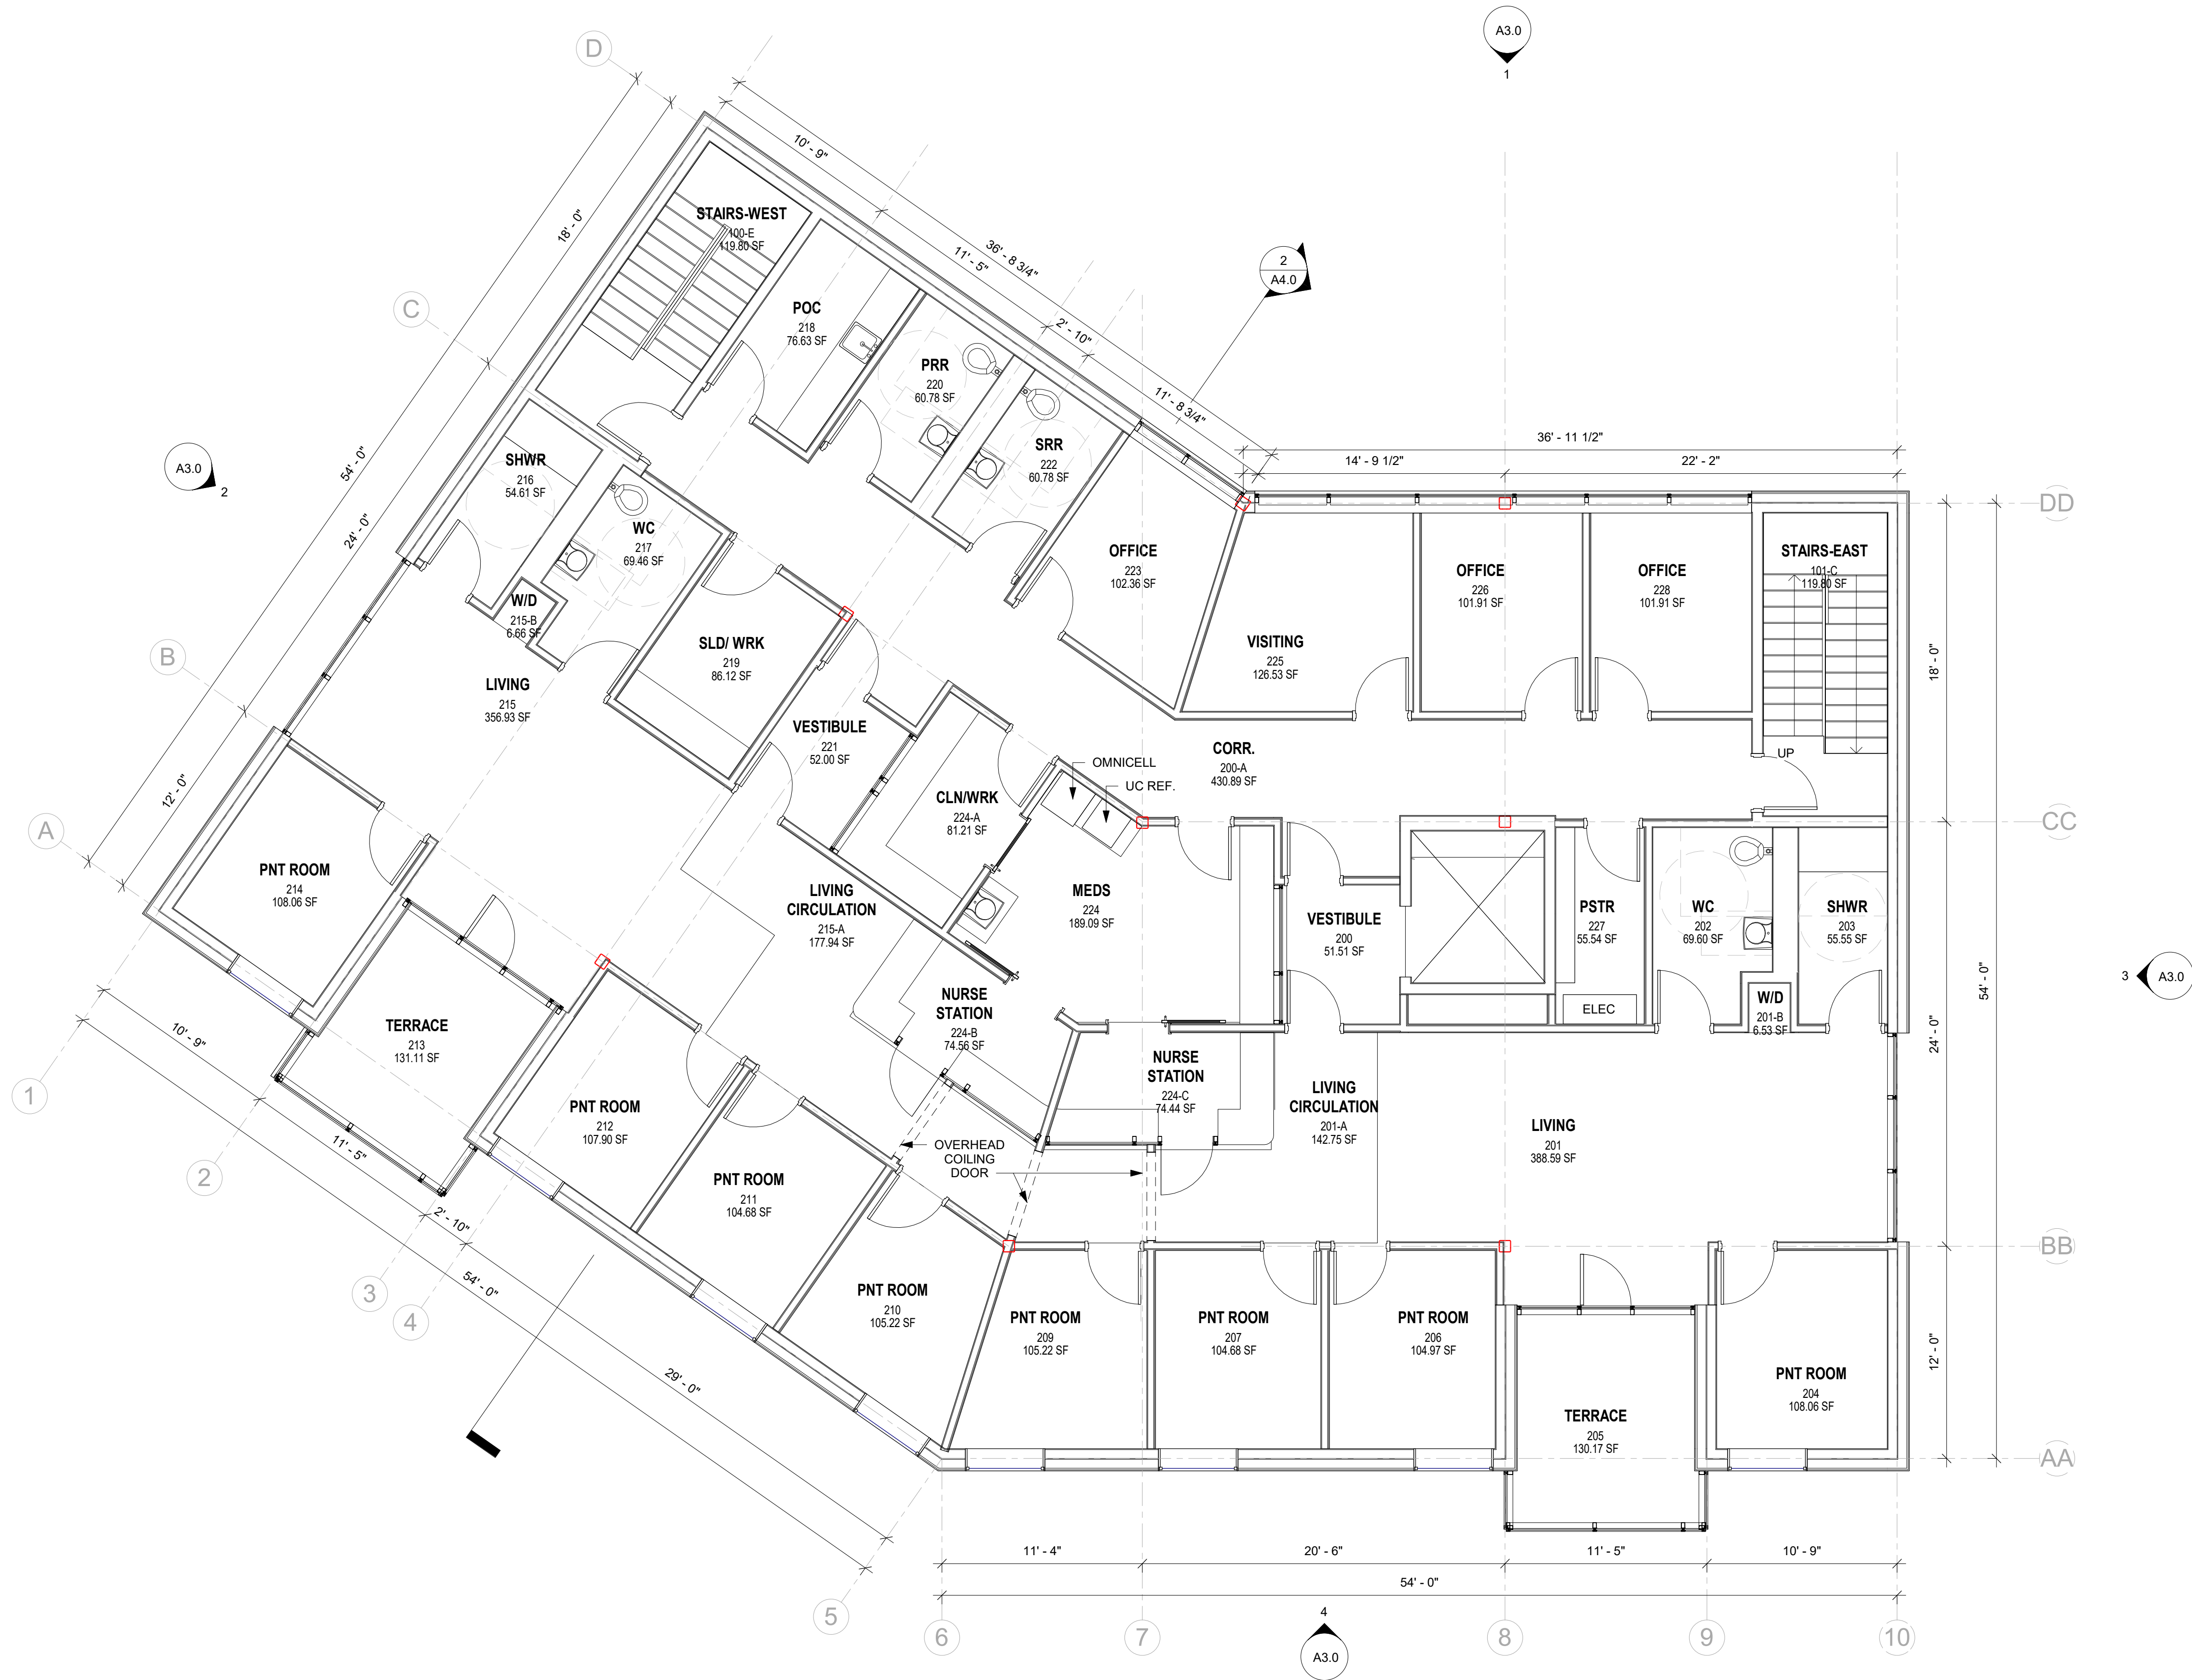 A3.0
1
D
10' - 9"
18' - 0"
STAIRS-WEST
100-E
119.80 SF
36' - 8 3/4"
11' - 5"
2
A4.0
C
POC
218
76.63 SF
2' - 10"
PRR
220
60.78 SF
11' - 8 3/4"
SRR
222
60.78 SF
36' - 11 1/2"
14' - 9 1/2"
22' - 2"
A3.0
2
54' - 0"
SHWR
216
54.61 SF
24' - 0"
WC
217
69.46 SF
DD
OFFICE
223
102.36 SF
OFFICE
226
101.91 SF
OFFICE
228
101.91 SF
STAIRS-EAST
101-C
119.80 SF
W/D
215-B
6.66 SF
B
SLD/ WRK
219
86.12 SF
VISITING
225
126.53 SF
18' - 0"
LIVING
215
356.93 SF
VESTIBULE
221
52.00 SF
CORR.
200-A
430.89 SF
UP
OMNICELL
UC REF.
12' - 0"
CLN/WRK
224-A
81.21 SF
A
CC
PNT ROOM
214
108.06 SF
LIVING
CIRCULATION
215-A
177.94 SF
MEDS
224
189.09 SF
VESTIBULE
200
51.51 SF
PSTR
227
55.54 SF
WC
202
69.60 SF
SHWR
203
55.55 SF
54' - 0"
3
A3.0
NURSE
STATION
224-B
74.56 SF
ELEC
W/D
201-B
6.53 SF
TERRACE
213
131.11 SF
10' - 9"
24' - 0"
1
NURSE
STATION
224-C
74.44 SF
LIVING
CIRCULATION
201-A
142.75 SF
LIVING
201
388.59 SF
PNT ROOM
212
107.90 SF
11' - 5"
2
OVERHEAD
COILING
DOOR
PNT ROOM
211
104.68 SF
2' - 10"
BB
54' - 0"
3
4
PNT ROOM
210
105.22 SF
PNT ROOM
209
105.22 SF
PNT ROOM
207
104.68 SF
PNT ROOM
206
104.97 SF
12' - 0"
PNT ROOM
204
108.06 SF
29' - 0"
TERRACE
205
130.17 SF
AA
11' - 4"
20' - 6"
11' - 5"
10' - 9"
54' - 0"
5
6
7
4
A3.0
8
9
10